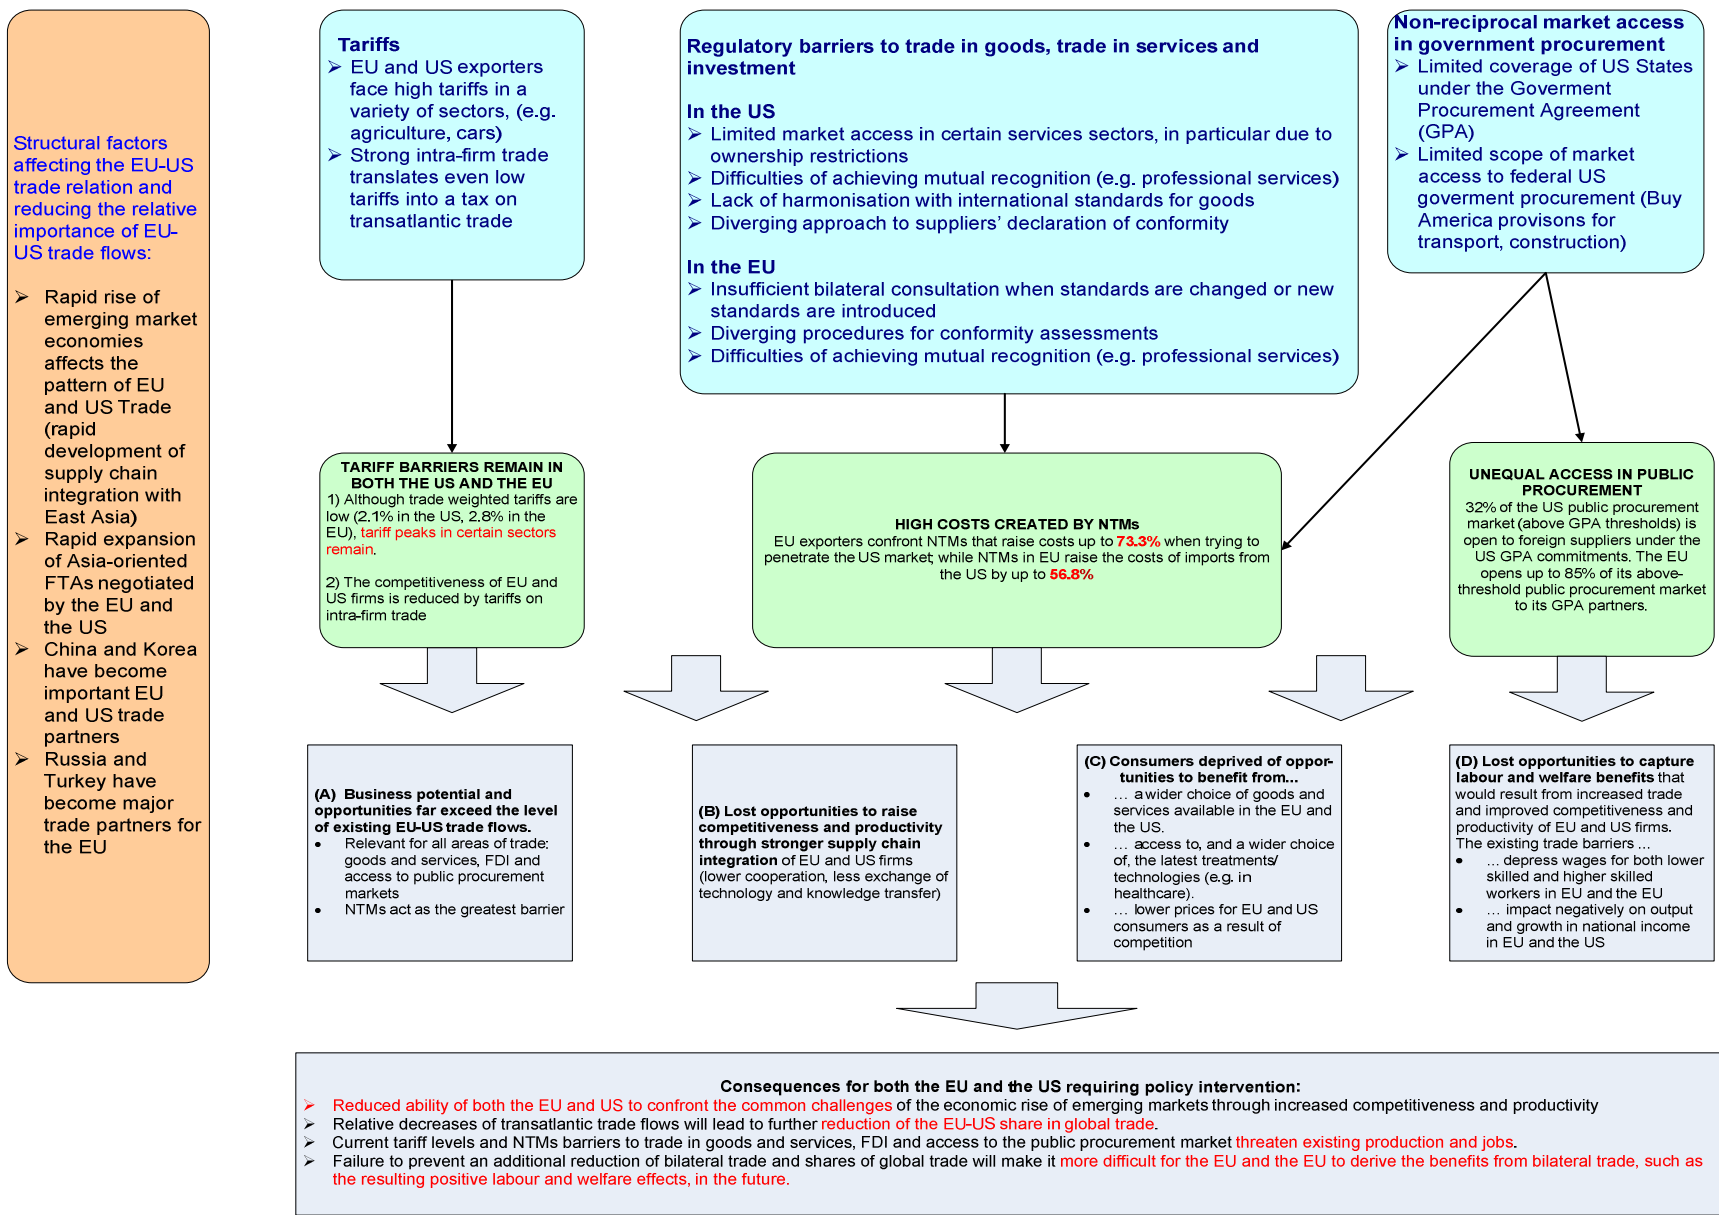 Structural factors
affecting the EU-US
trade relation and
reducing the relative
importance of EU-
US trade flows:
➢ Rapid rise of
emerging market
economies
affects the
pattern of EU
and US Trade
(rapid
development of
supply chain
integration with
East Asia)
➢ Rapid expansion
of Asia-oriented
FTAs negotiated
by the EU and
the US
➢ China and Korea
have become
important EU
and US trade
partners
➢ Russia and
Turkey have
become major
trade partners for
the EU
Tariffs
➢ EU and US exporters
face high tariffs in a
variety of sectors, (e.g.
agriculture, cars)
➢ Strong intra-firm trade
translates even low
tariffs into a tax on
transatlantic trade
Regulatory barriers to trade in goods, trade in services and
investment
In the US
➢ Limited market access in certain services sectors, in particular due to
ownership restrictions
➢ Difficulties of achieving mutual recognition (e.g. professional services)
➢ Lack of harmonisation with international standards for goods
➢ Diverging approach to suppliers’ declaration of conformity
In the EU
➢ Insufficient bilateral consultation when standards are changed or new
standards are introduced
➢ Diverging procedures for conformity assessments
➢ Difficulties of achieving mutual recognition (e.g. professional services)
Non-reciprocal market access
in government procurement
➢ Limited coverage of US States
under the Goverment
Procurement Agreement
(GPA)
➢ Limited scope of market
access to federal US
goverment procurement (Buy
America provisons for
transport, construction)
TARIFF BARRIERS REMAIN IN
BOTH THE US AND THE EU
1) Although trade weighted tariffs are
low (2.1% in the US, 2.8% in the
EU), tariff peaks in certain sectors
remain.
2) The competitiveness of EU and
US firms is reduced by tariffs on
intra-firm trade
HIGH COSTS CREATED BY NTMs
EU exporters confront NTMs that raise costs up to 73.3% when trying to
penetrate the US market; while NTMs in EU raise the costs of imports from
the US by up to 56.8%
UNEQUAL ACCESS IN PUBLIC
PROCUREMENT
32% of the US public procurement
market (above GPA thresholds) is
open to foreign suppliers under the
US GPA commitments. The EU
opens up to 85% of its above-
threshold public procurement market
to its GPA partners.
(A) Business potential and
opportunities far exceed the level
of existing EU-US trade flows.
• Relevant for all areas of trade:
goods and services, FDI and
access to public procurement
markets
• NTMs act as the greatest barrier
(B) Lost opportunities to raise
competitiveness and productivity
through stronger supply chain
integration of EU and US firms
(lower cooperation, less exchange of
technology and knowledge transfer)
(C) Consumers deprived of oppor-
tunities to benefit from…
• … a wider choice of goods and
services available in the EU and
the US.
• … access to, and a wider choice
of, the latest treatments/
technologies (e.g. in
healthcare).
• … lower prices for EU and US
consumers as a result of
competition
(D) Lost opportunities to capture
labour and welfare benefits that
would result from increased trade
and improved competitiveness and
productivity of EU and US firms.
The existing trade barriers …
• … depress wages for both lower
skilled and higher skilled
workers in EU and the EU
• … impact negatively on output
and growth in national income
in EU and the US
Consequences for both the EU and the US requiring policy intervention:
➢ Reduced ability of both the EU and US to confront the common challenges of the economic rise of emerging markets through increased competitiveness and productivity
➢ Relative decreases of transatlantic trade flows will lead to further reduction of the EU-US share in global trade.
➢ Current tariff levels and NTMs barriers to trade in goods and services, FDI and access to the public procurement market threaten existing production and jobs.
➢ Failure to prevent an additional reduction of bilateral trade and shares of global trade will make it more difficult for the EU and the EU to derive the benefits from bilateral trade, such as
the resulting positive labour and welfare effects, in the future.